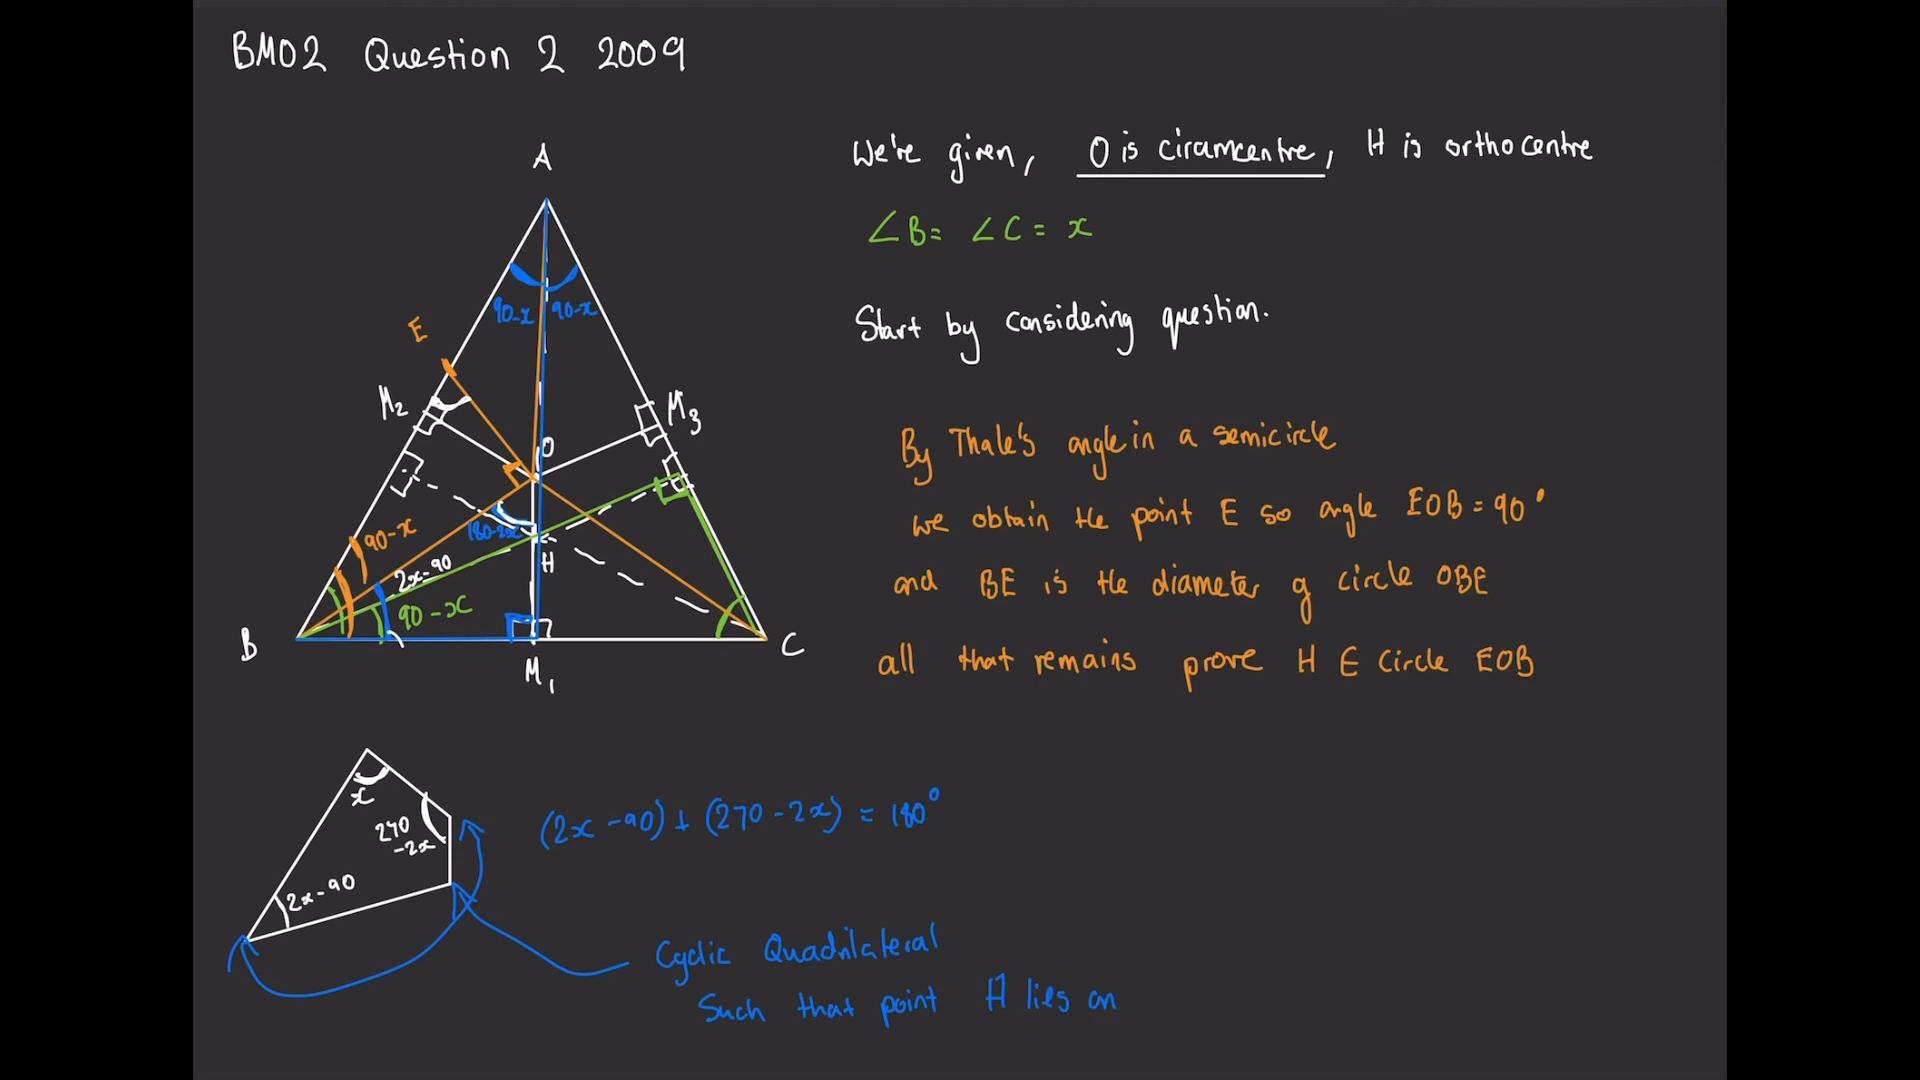 BMO2 Question 2 2009
We're given, O is circumcentre, H is orthocentre
∠B = ∠C = x
Start by considering question.
By Thale's angle in a semicircle
we obtain the point E so angle EOB = 90°
and BE is the diameter of circle OBE
all that remains prove H ∈ Circle EOB
A
90-x 90-x
E
M2
M3
O
90-x
180-2x
2x-90
H
90-x
B
C
M1
x
270
-2x
2x-90
(2x-90) + (270-2x) = 180°
Cyclic Quadrilateral
Such that point H lies on